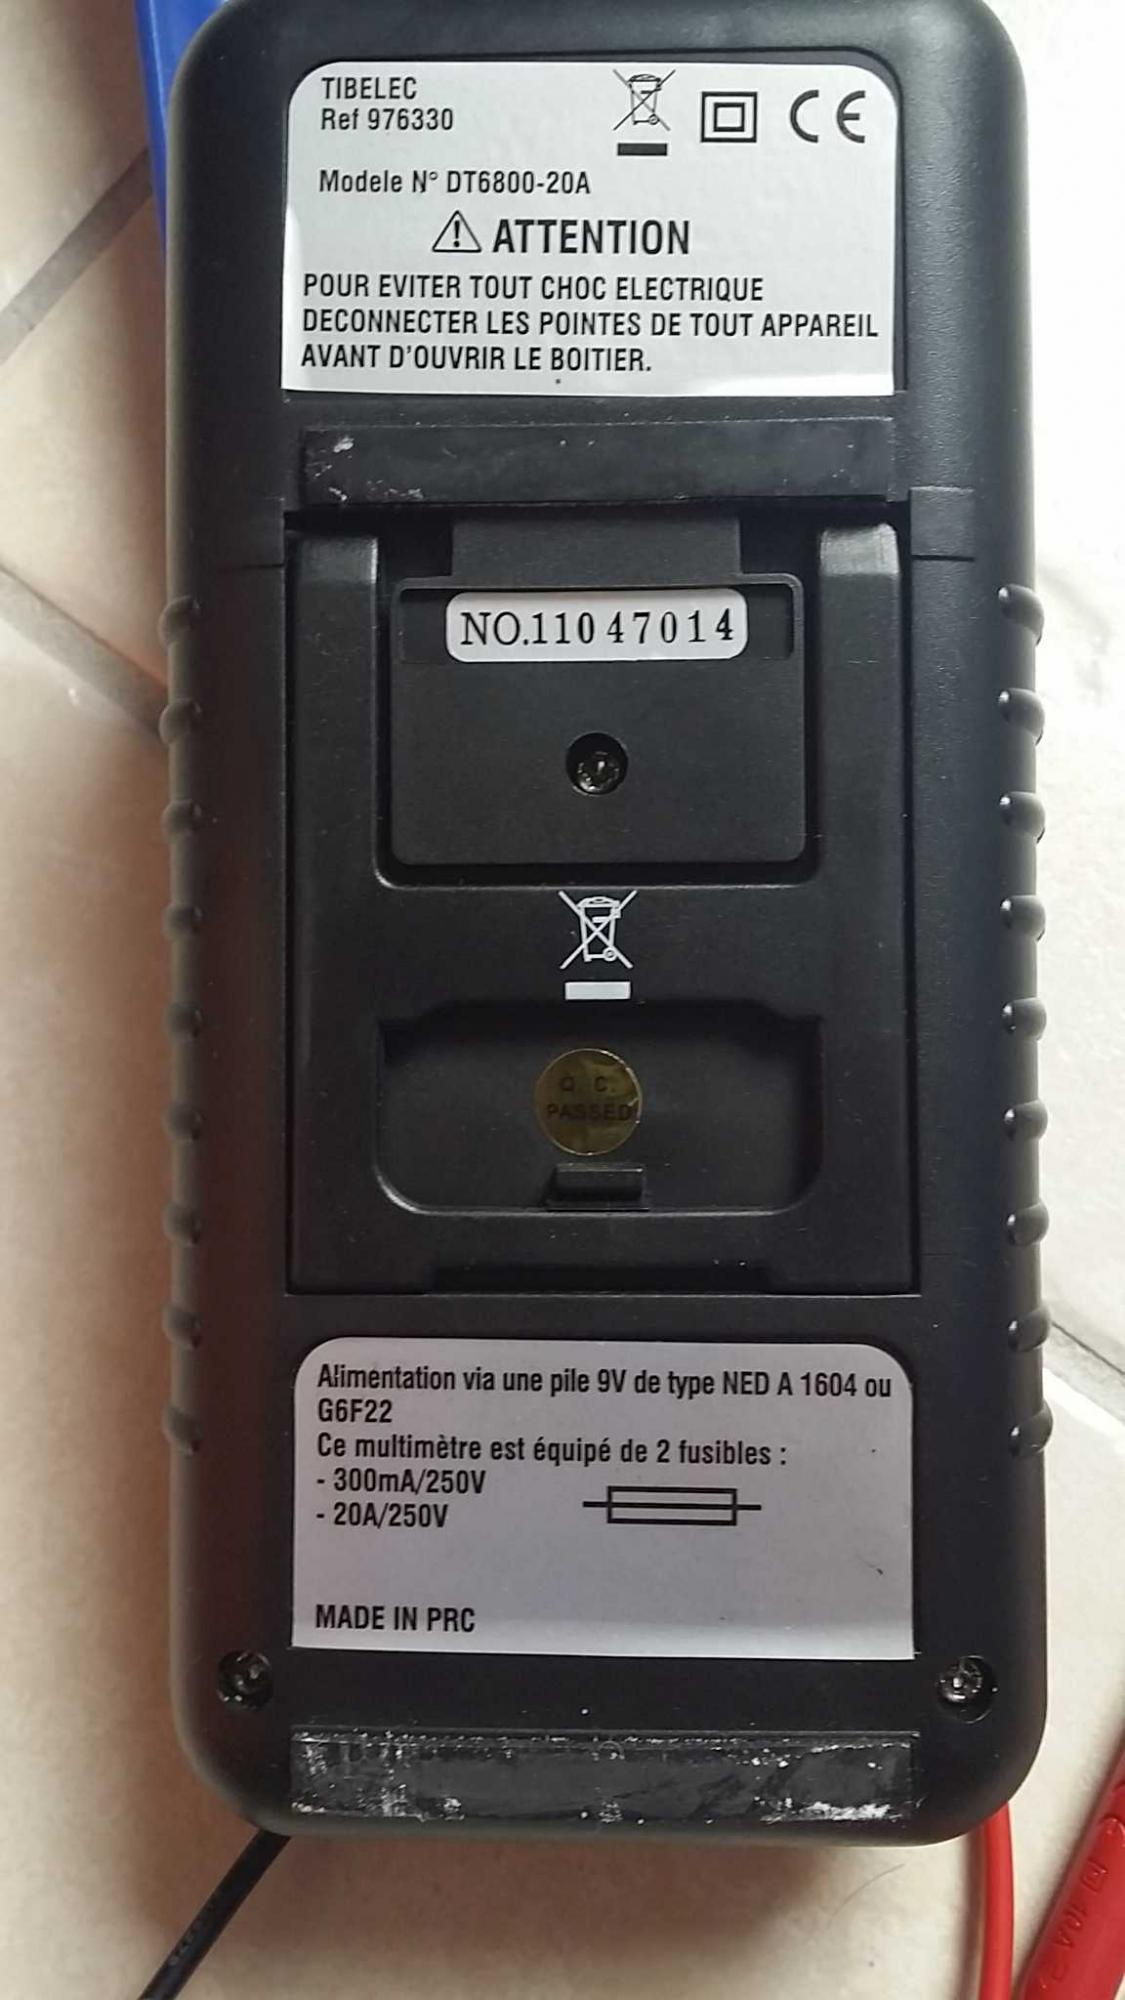 TIBELEC
Ref 976330
CE
Modele N° DT6800-20A
ATTENTION
POUR EVITER TOUT CHOC ELECTRIQUE
DECONNECTER LES POINTES DE TOUT APPAREIL
AVANT D'OUVRIR LE BOITIER.
NO.11047014
Q.C.
PASSED
Alimentation via une pile 9V de type NED A 1604 ou
G6F22
Ce multimètre est équipé de 2 fusibles :
- 300mA/250V
- 20A/250V
MADE IN PRC
10A